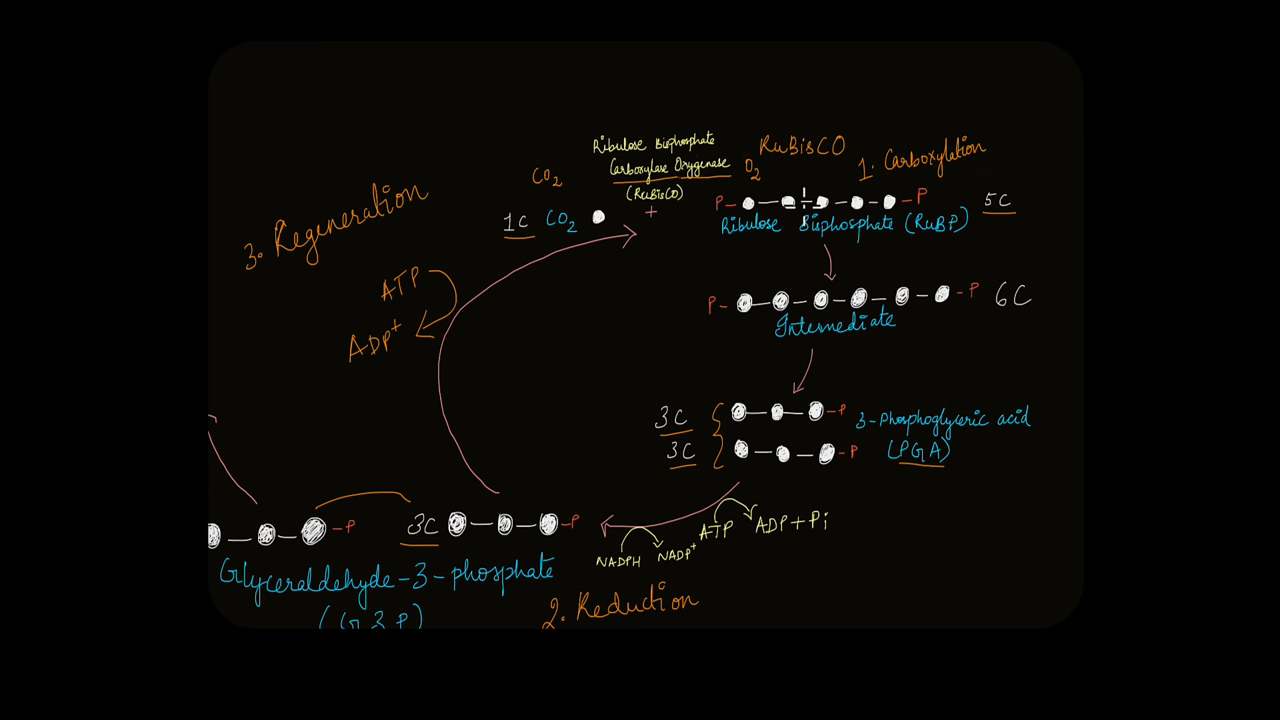 Ribulose Bisphosphate
Carboxylase Oxygenase
(RuBisCO)
+
CO2
O2
RuBisCO
1. Carboxylation
1C CO2
P- -P 5C
Ribulose Bisphosphate (RuBP)
3. Regeneration
ATP
ADP+
P- -P 6C
Intermediate
3C -P
3C -P
3-Phosphoglyceric acid
(PGA)
-P
3C -P
ATP ADP+Pi
NADPH NADP+
Glyceraldehyde-3-phosphate
(G3P)
2. Reduction